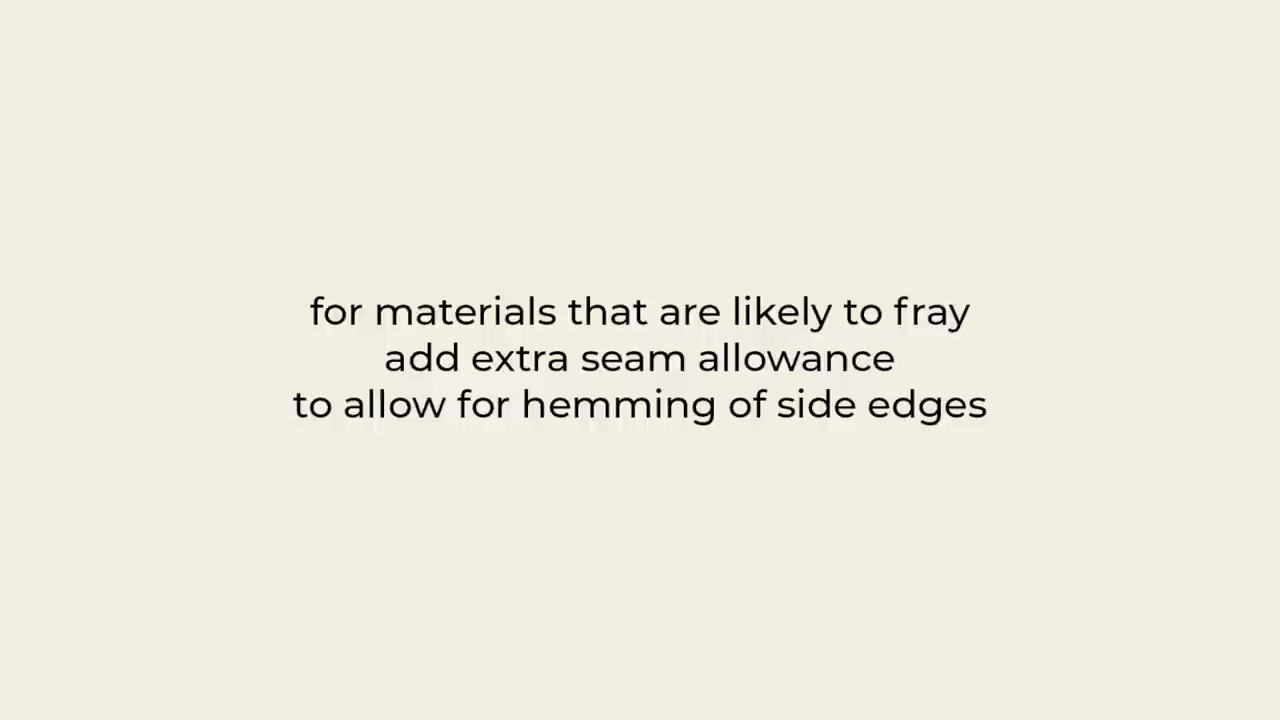 for materials that are likely to fray
add extra seam allowance
to allow for hemming of side edges